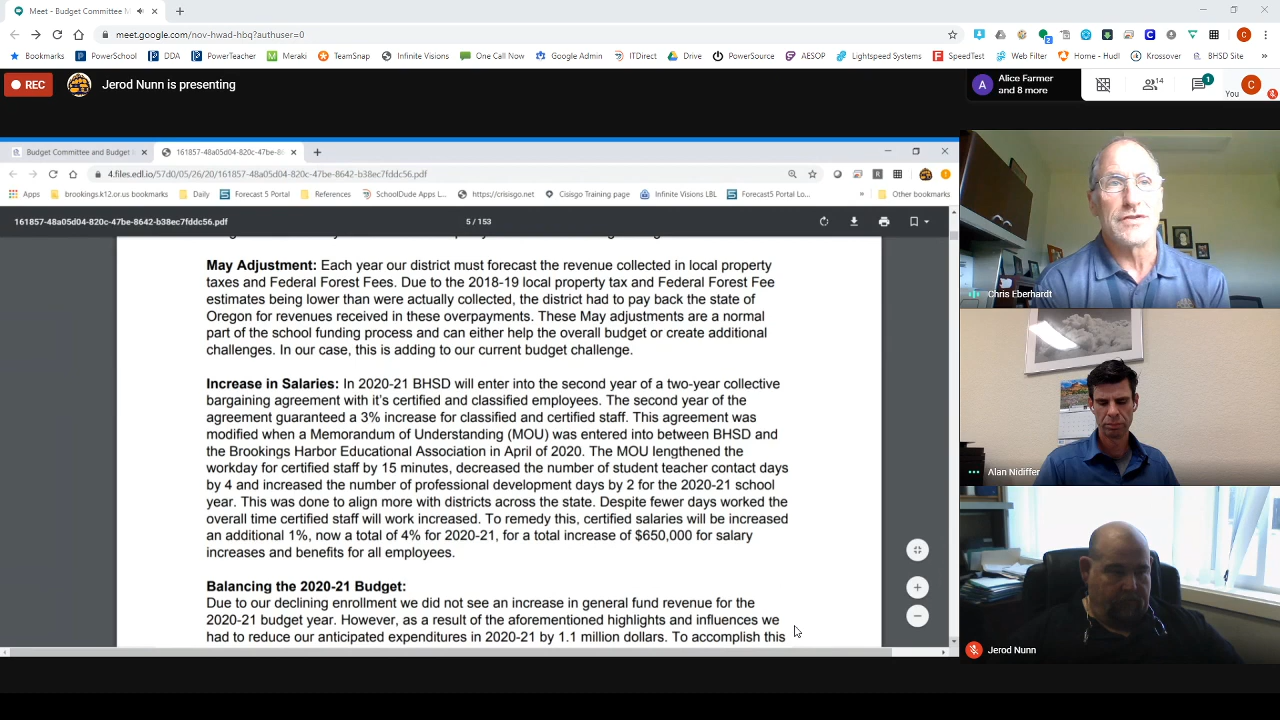 Meet - Budget Committee M
meet.google.com/nov-hwad-hbq?authuser=0
Bookmarks PowerSchool DDA PowerTeacher Meraki TeamSnap Infinite Visions One Call Now Google Admin ITDirect Drive PowerSource AESOP Lightspeed Systems SpeedTest Web Filter Home - Hudl Krossover BHSD Site
REC
Jerod Nunn is presenting
A
Alice Farmer
and 8 more
14
1
You
C
Budget Committee and Budget
161857-48a05d04-820c-47be-8
4.files.edl.io/57d0/05/26/20/161857-48a05d04-820c-47be-8642-b38ec7fddc56.pdf
Apps brookings.k12.or.us bookmarks Daily Forecast 5 Portal References SchoolDude Apps L... https://crisisgo.net Cisisgo Training page Infinite Visions LBL Forecast5 Portal Lo... Other bookmarks
161857-48a05d04-820c-47be-8642-b38ec7fddc56.pdf
5 / 153
May Adjustment: Each year our district must forecast the revenue collected in local property
taxes and Federal Forest Fees. Due to the 2018-19 local property tax and Federal Forest Fee
estimates being lower than were actually collected, the district had to pay back the state of
Oregon for revenues received in these overpayments. These May adjustments are a normal
part of the school funding process and can either help the overall budget or create additional
challenges. In our case, this is adding to our current budget challenge.
Increase in Salaries: In 2020-21 BHSD will enter into the second year of a two-year collective
bargaining agreement with it's certified and classified employees. The second year of the
agreement guaranteed a 3% increase for classified and certified staff. This agreement was
modified when a Memorandum of Understanding (MOU) was entered into between BHSD and
the Brookings Harbor Educational Association in April of 2020. The MOU lengthened the
workday for certified staff by 15 minutes, decreased the number of student teacher contact days
by 4 and increased the number of professional development days by 2 for the 2020-21 school
year. This was done to align more with districts across the state. Despite fewer days worked the
overall time certified staff will work increased. To remedy this, certified salaries will be increased
an additional 1%, now a total of 4% for 2020-21, for a total increase of $650,000 for salary
increases and benefits for all employees.
Balancing the 2020-21 Budget:
Due to our declining enrollment we did not see an increase in general fund revenue for the
2020-21 budget year. However, as a result of the aforementioned highlights and influences we
had to reduce our anticipated expenditures in 2020-21 by 1.1 million dollars. To accomplish this
Chris Eberhardt
Alan Nidiffer
Jerod Nunn